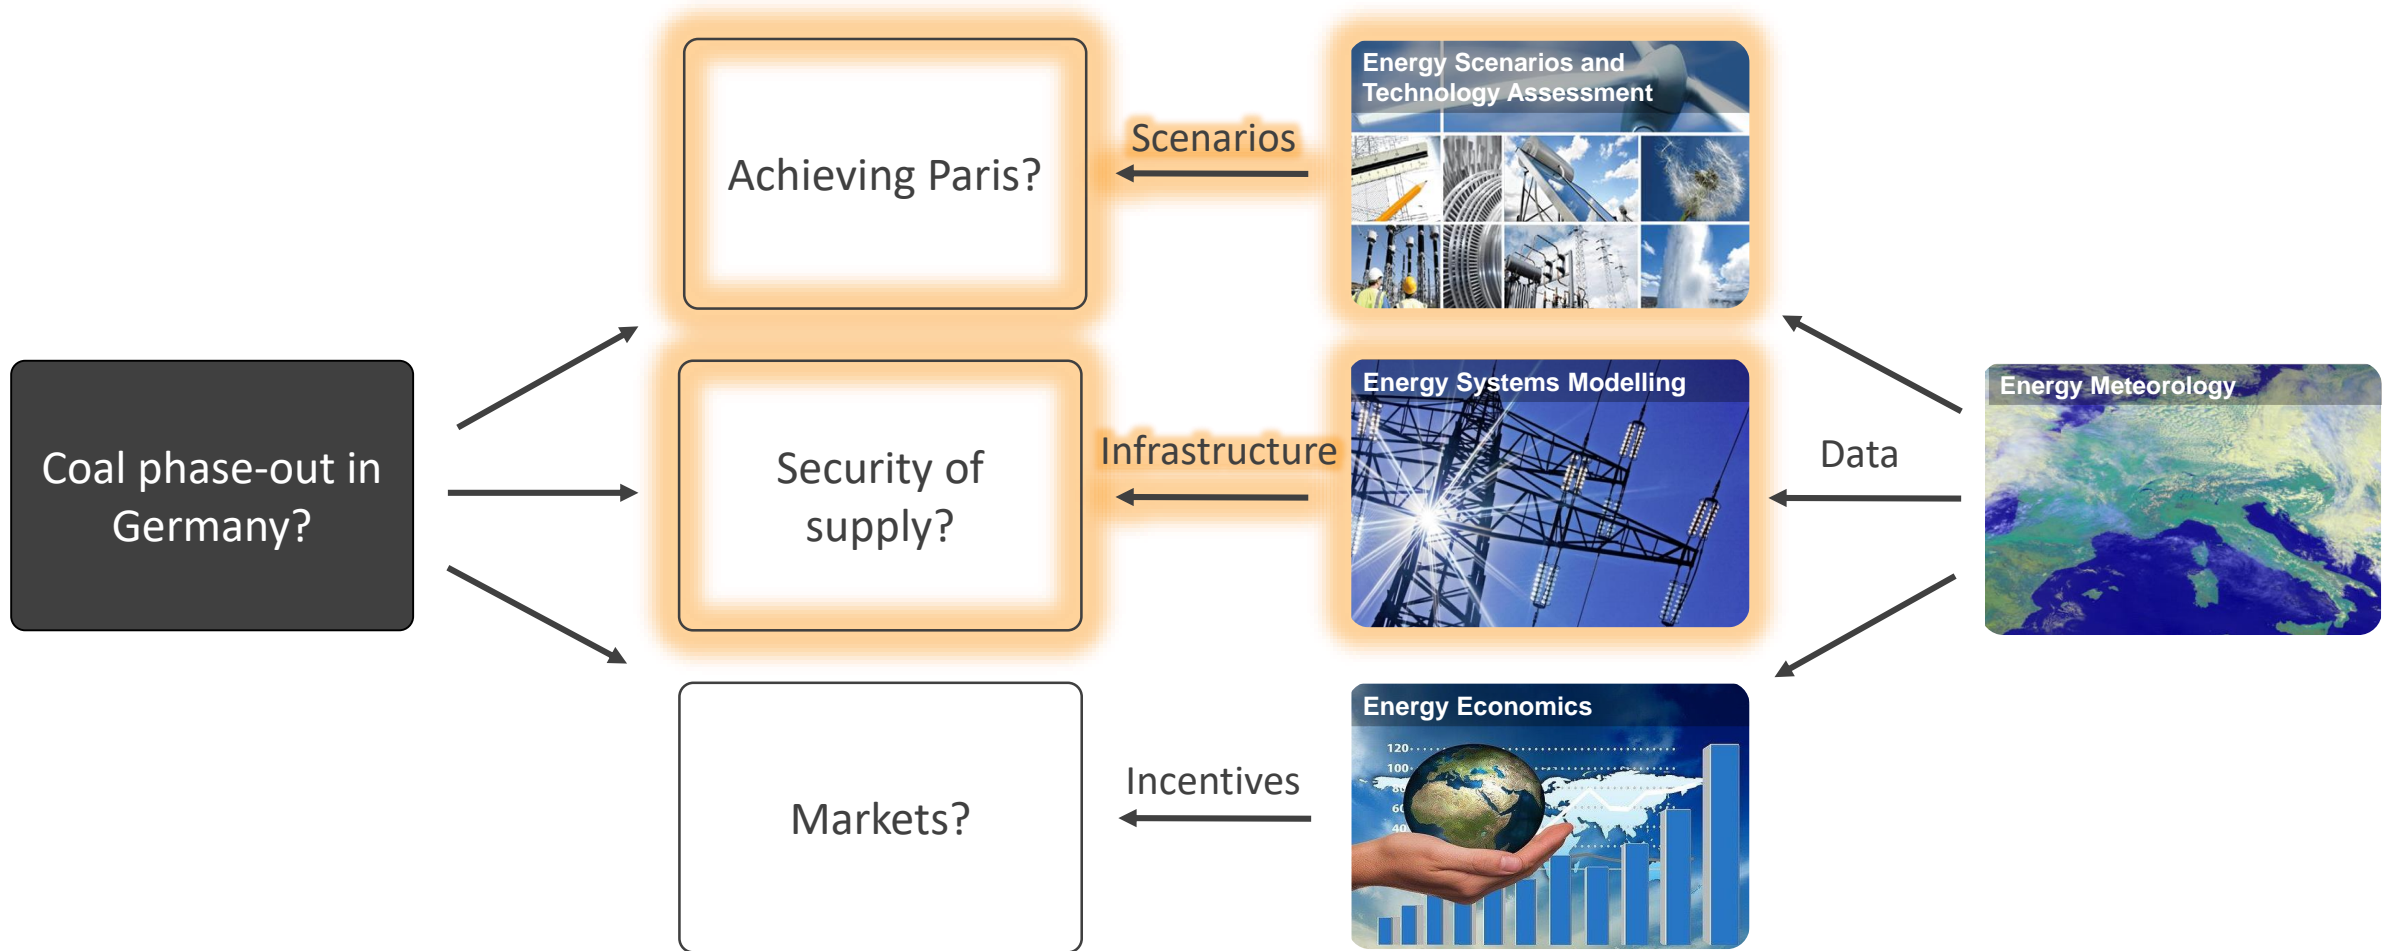 Coal phase-out in
Germany?
Achieving Paris?
Security of
supply?
Markets?
Scenarios
Infrastructure
Incentives
Energy Scenarios and
Technology Assessment
Energy Systems Modelling
Energy Economics
120
100
Data
Energy Meteorology